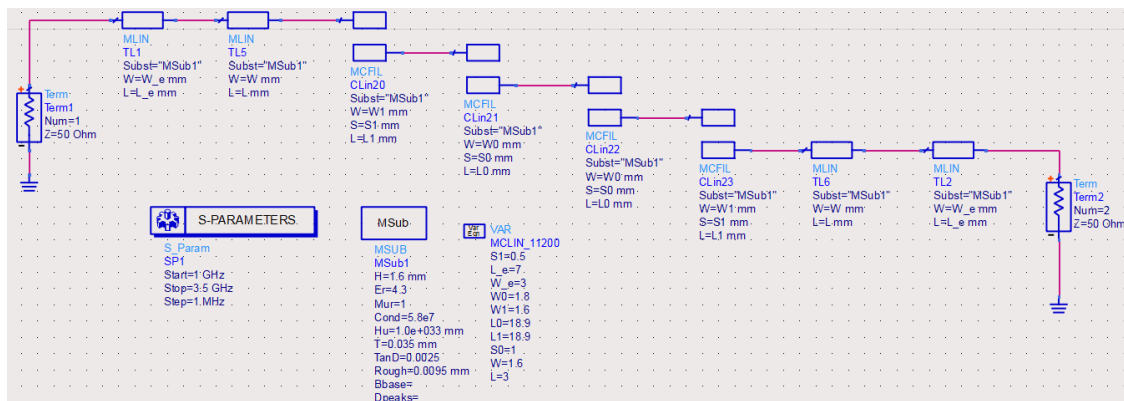 MLIN
TL1
Subst="MSub1"
W=W_e mm
L=L_e mm
MLIN
TL5
Subst="MSub1"
W=W mm
L=L mm
MCFIL
CLin20
Subst="MSub1"
W=W1 mm
S=S1 mm
L=L1 mm
MCFIL
CLin21
Subst="MSub1"
W=W0 mm
S=S0 mm
L=L0 mm
MCFIL
CLin22
Subst="MSub1"
W=W0 mm
S=S0 mm
L=L0 mm
MCFIL
CLin23
Subst="MSub1"
W=W1 mm
S=S1 mm
L=L1 mm
MLIN
TL6
Subst="MSub1"
W=W mm
L=L mm
MLIN
TL2
Subst="MSub1"
W=W_e mm
L=L_e mm
+
Term
Term1
Num=1
Z=50 Ohm
-
+
Term
Term2
Num=2
Z=50 Ohm
-
S-PARAMETERS
S_Param
SP1
Start=1 GHz
Stop=3.5 GHz
Step=1 MHz
MSub
MSUB
MSub1
H=1.6 mm
Er=4.3
Mur=1
Cond=5.8e7
Hu=1.0e+033 mm
T=0.035 mm
TanD=0.0025
Rough=0.0095 mm
Bbase=
Dpeaks=
Var
Eqn
VAR
MCLIN_11200
S1=0.5
L_e=7
W_e=3
W0=1.8
W1=1.6
L0=18.9
L1=18.9
S0=1
W=1.6
L=3